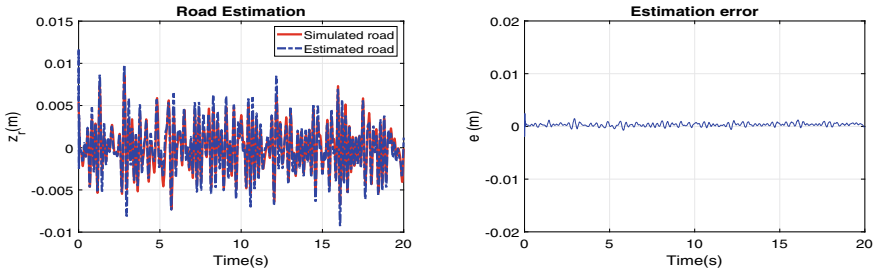 Road Estimation
0.015
0.01
0.005
0
-0.005
-0.01
z_r(m)
Simulated road
Estimated road
0
5
10
15
20
Time(s)
Estimation error
0.02
0.01
0
-0.01
-0.02
e (m)
0
5
10
15
20
Time(s)